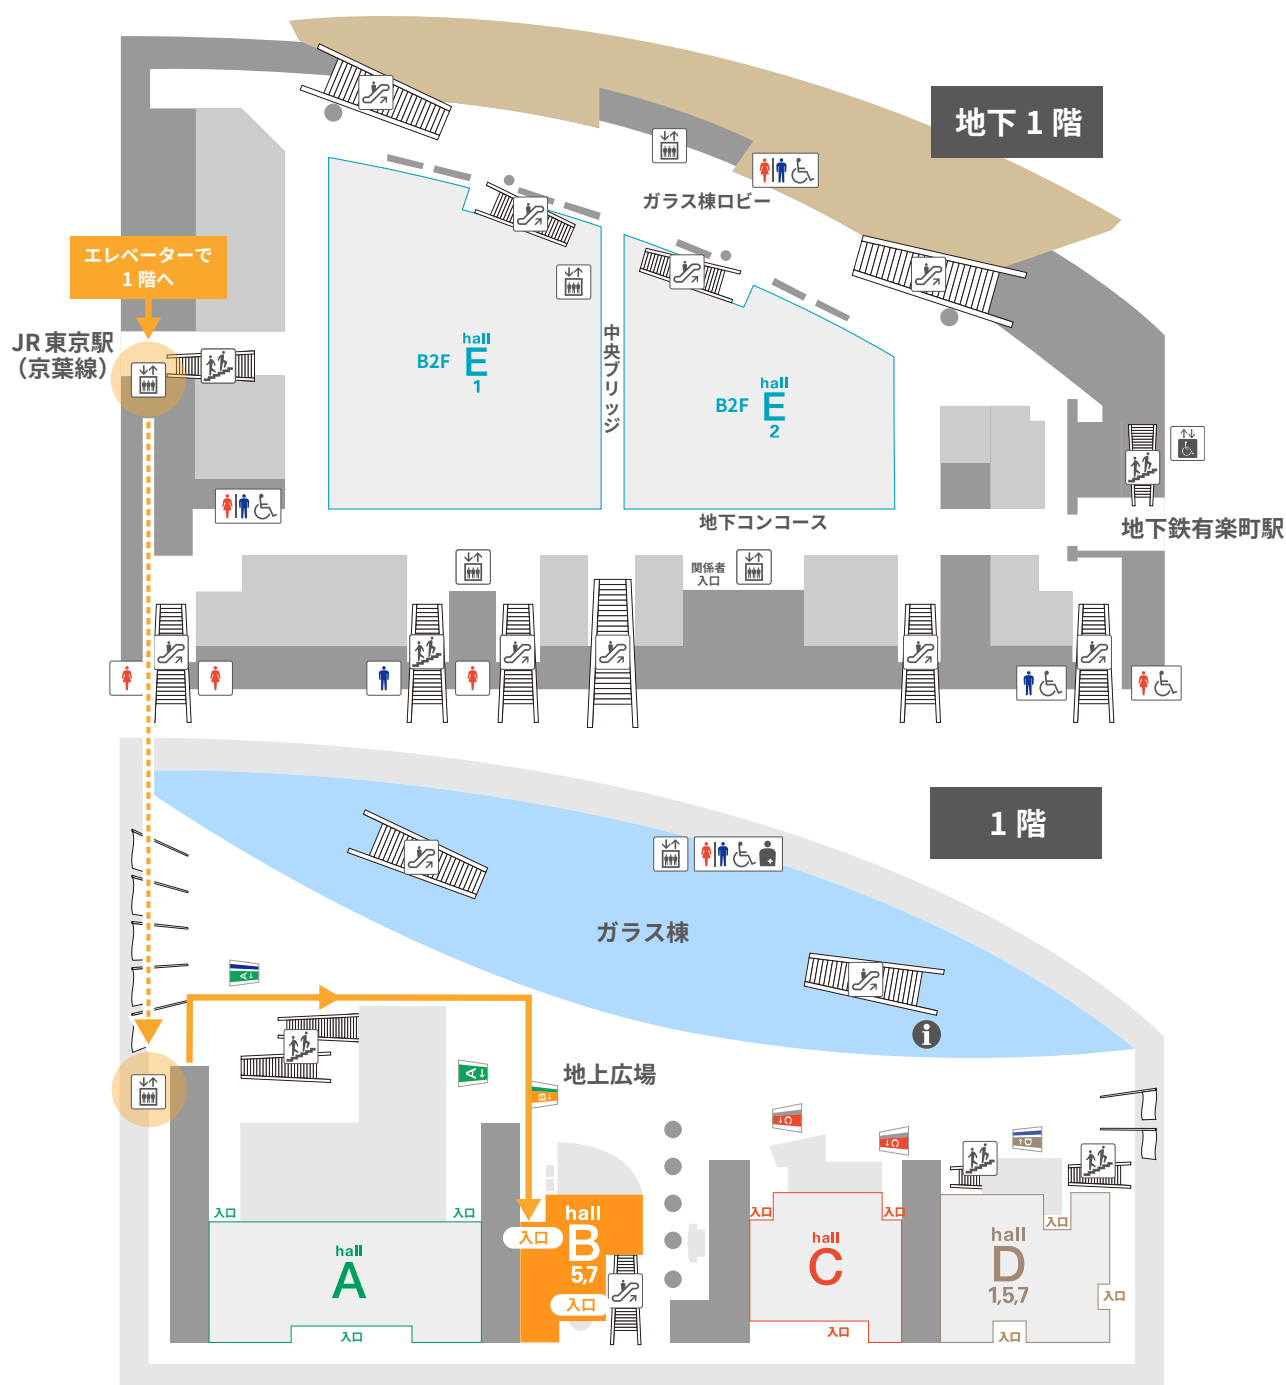 地下 1 階
ガラス棟ロビー
エレベーターで
1 階へ
JR 東京駅
（京葉線）
hall
B2F E
1
中央ブリッジ
hall
B2F E
2
地下コンコース
地下鉄有楽町駅
関係者
入口
1 階
ガラス棟
i
A
地上広場
A
B
C
C
D
入口
入口
hall
A
入口
入口
hall
B
5,7
入口
入口
入口
hall
C
入口
入口
hall
D
1,5,7
入口
入口